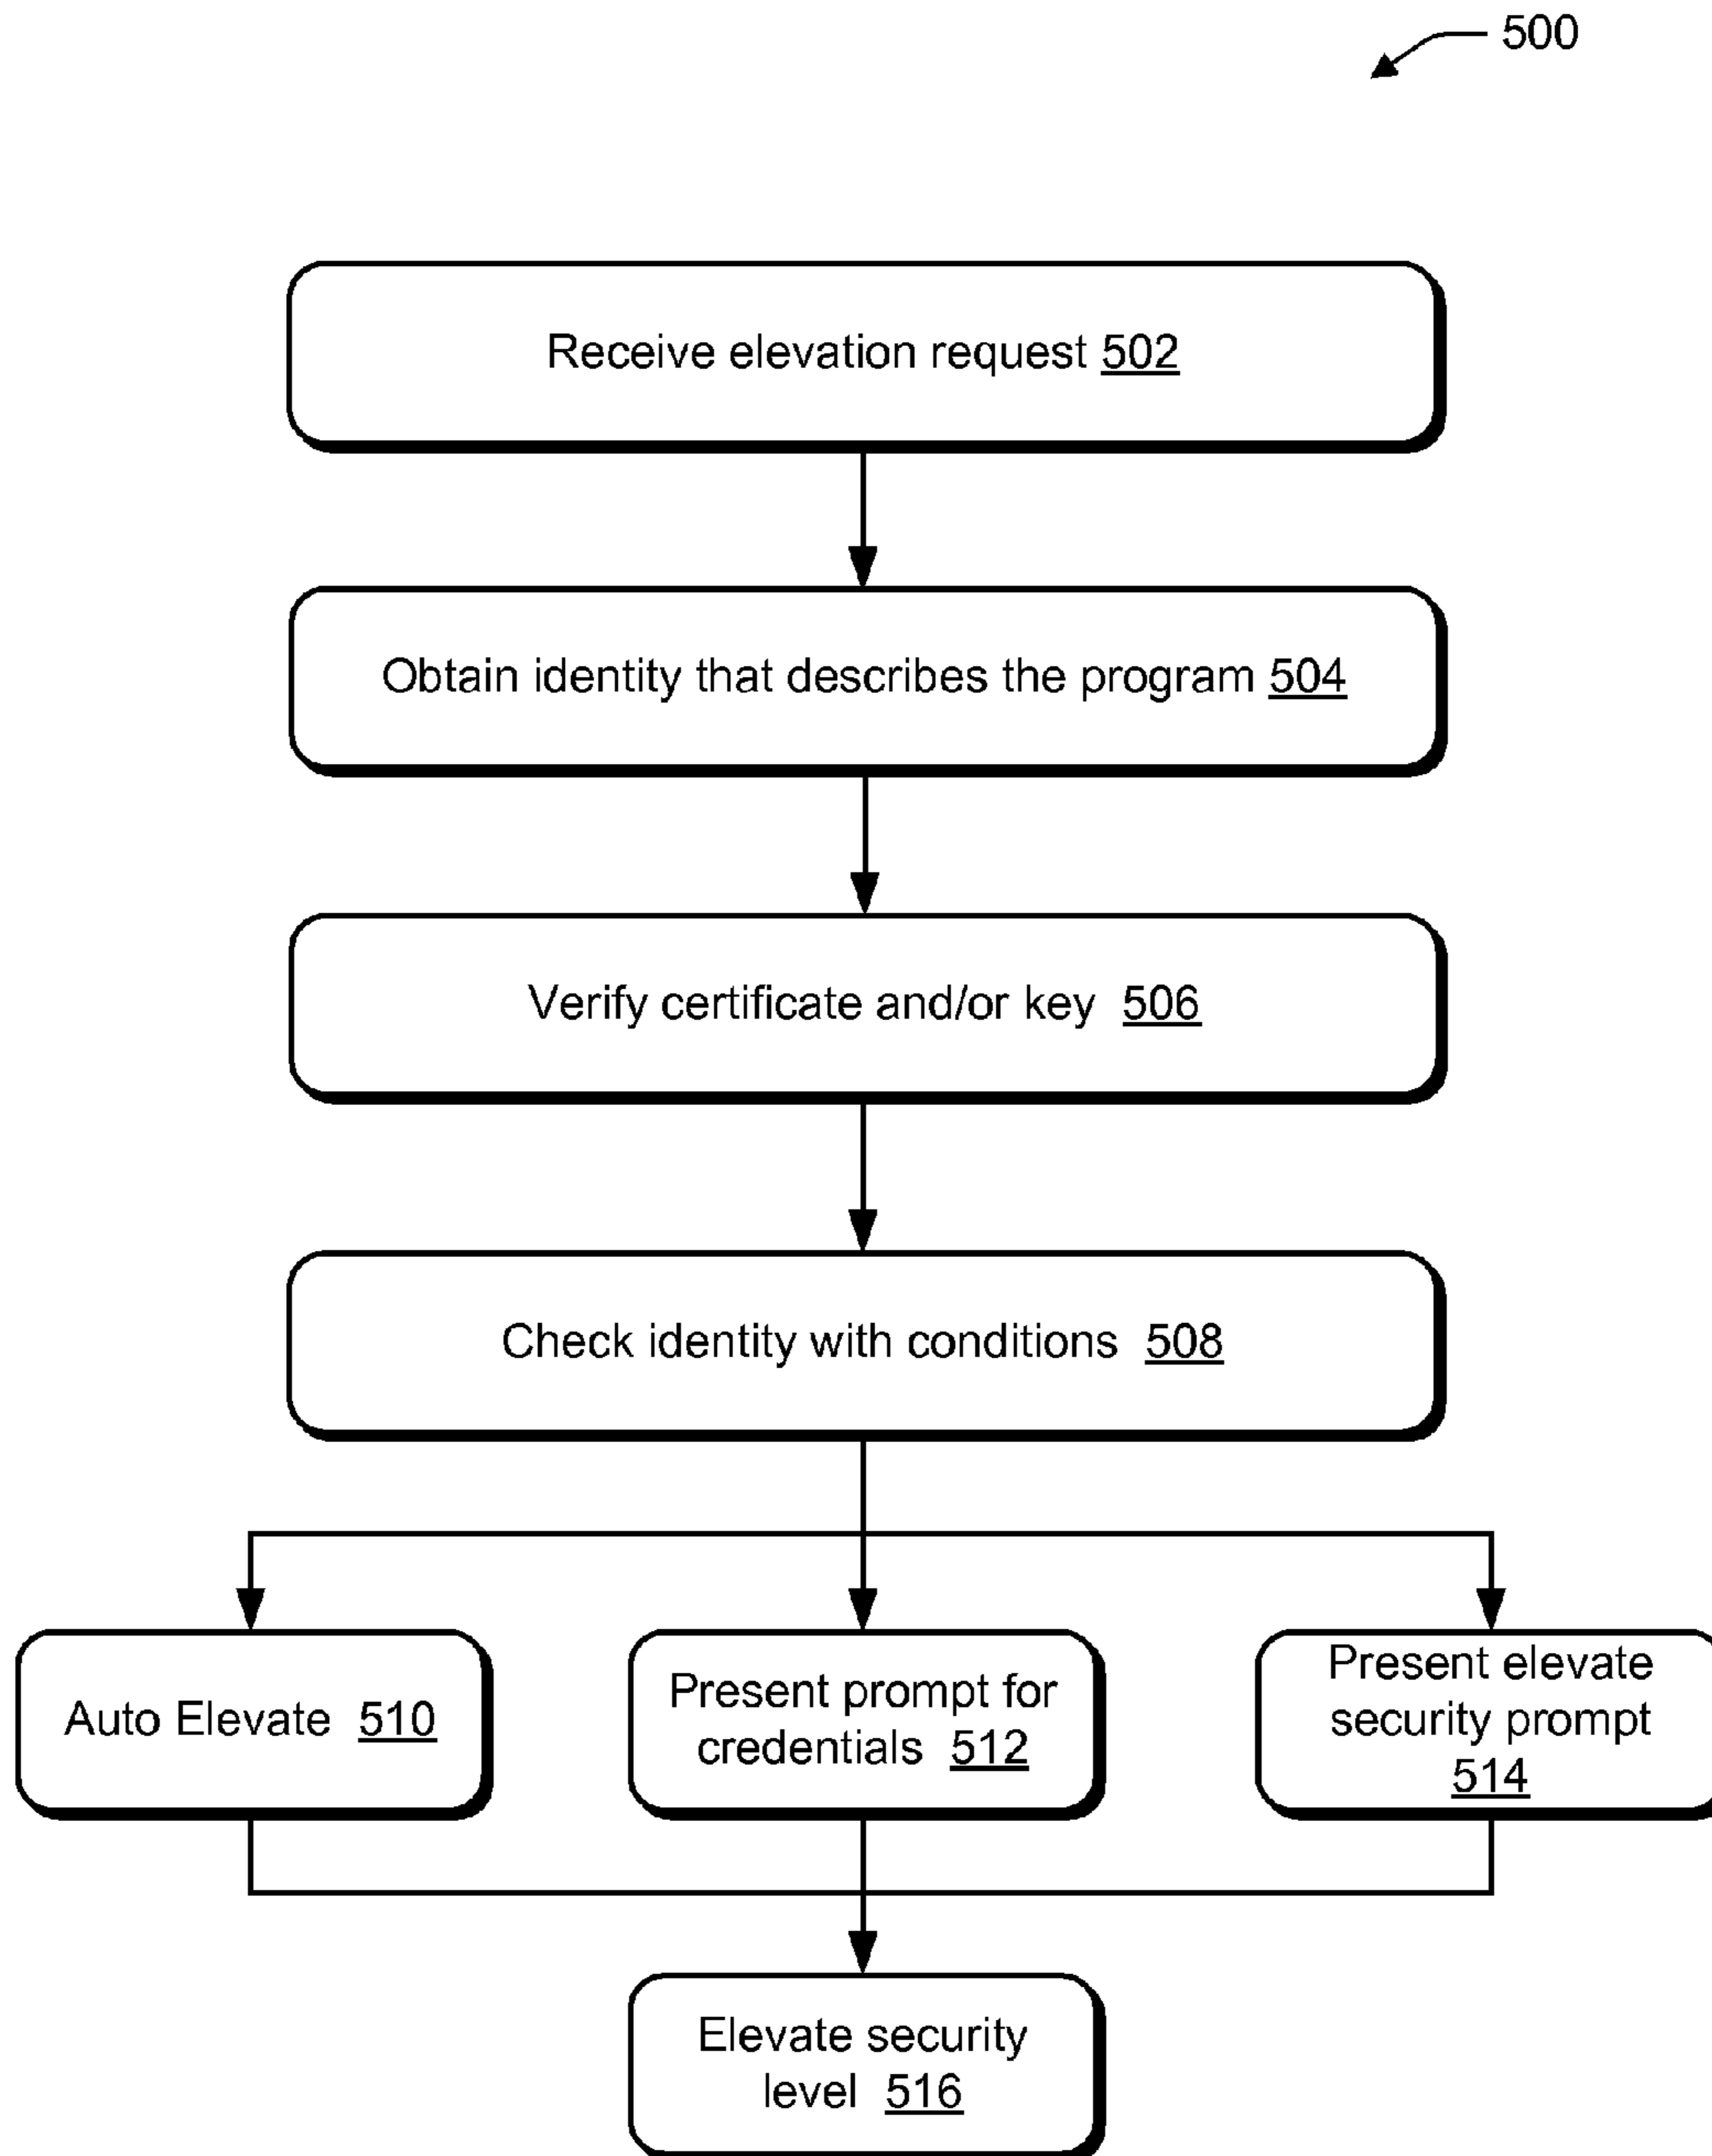 500
Receive elevation request 502
Obtain identity that describes the program 504
Verify certificate and/or key 506
Check identity with conditions 508
Auto Elevate 510
Present prompt for
credentials 512
Present elevate
security prompt
514
Elevate security
level 516